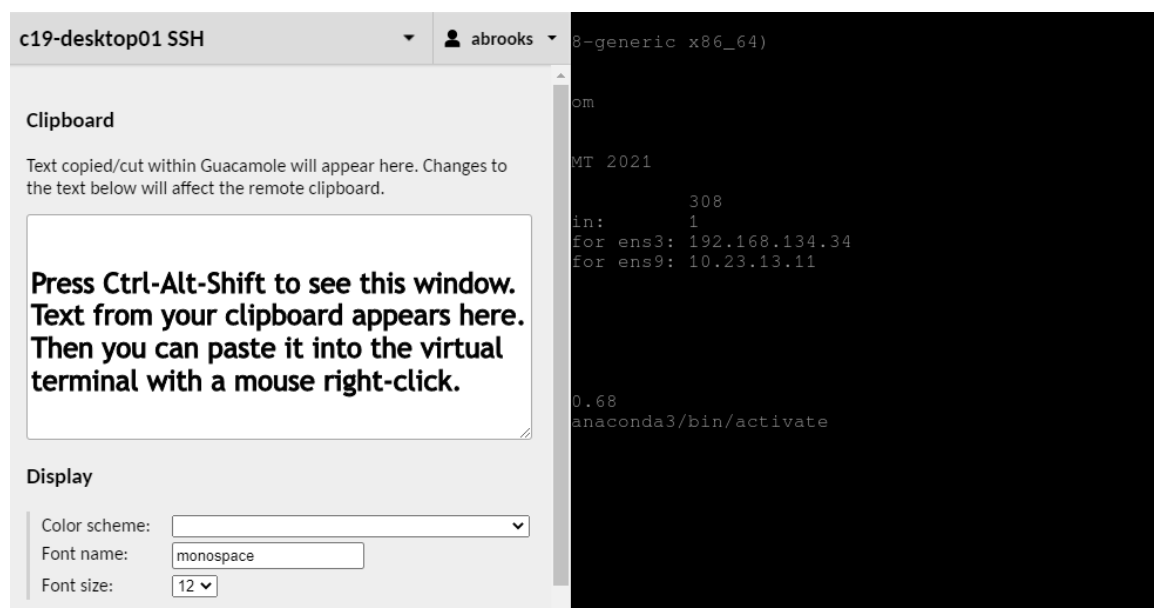 c19-desktop01 SSH
abrooks
Clipboard
Text copied/cut within Guacamole will appear here. Changes to
the text below will affect the remote clipboard.
Press Ctrl-Alt-Shift to see this window.
Text from your clipboard appears here.
Then you can paste it into the virtual
terminal with a mouse right-click.
Display
Color scheme:
Font name: monospace
Font size: 12
8-generic x86_64)
om
MT 2021
308
in: 1
for ens3: 192.168.134.34
for ens9: 10.23.13.11
0.68
anaconda3/bin/activate